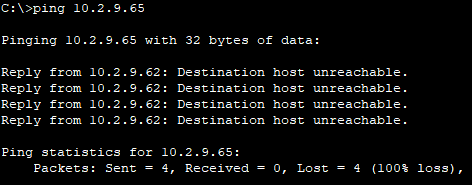 C:\>ping 10.2.9.65
Pinging 10.2.9.65 with 32 bytes of data:
Reply from 10.2.9.62: Destination host unreachable.
Reply from 10.2.9.62: Destination host unreachable.
Reply from 10.2.9.62: Destination host unreachable.
Reply from 10.2.9.62: Destination host unreachable.
Ping statistics for 10.2.9.65:
Packets: Sent = 4, Received = 0, Lost = 4 (100% loss),